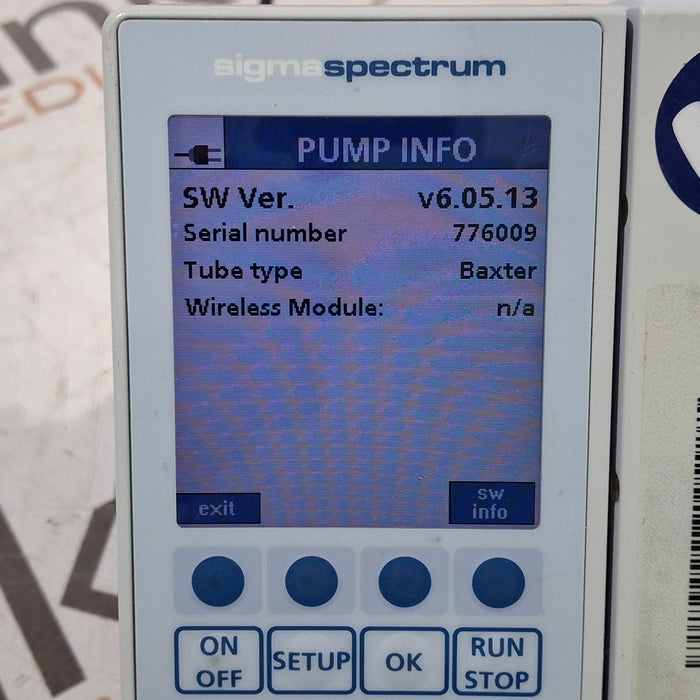 sigmaspectrum
PUMP INFO
SW Ver. v6.05.13
Serial number 776009
Tube type Baxter
Wireless Module: n/a
exit
sw
info
ON
OFF
SETUP
OK
RUN
STOP